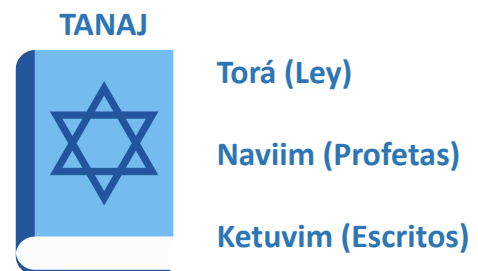 TANAJ
Torá (Ley)
Naviim (Profetas)
Ketuvim (Escritos)